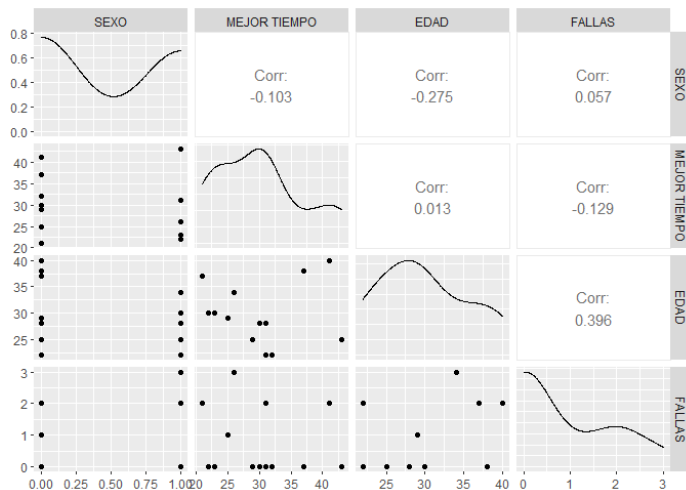 SEXO MEJOR TIEMPO EDAD FALLAS
0.8
0.6
0.4
0.2
0.0
Corr:
-0.103
Corr:
-0.275
Corr:
0.057
SEXO
40
35
30
25
20
Corr:
0.013
Corr:
-0.129
MEJOR TIEMPO
40
35
30
25
Corr:
0.396
EDAD
3
2
1
0
FALLAS
0.00 0.25 0.50 0.75 1.00 20 30 40 25 30 35 40 0 1 2 3